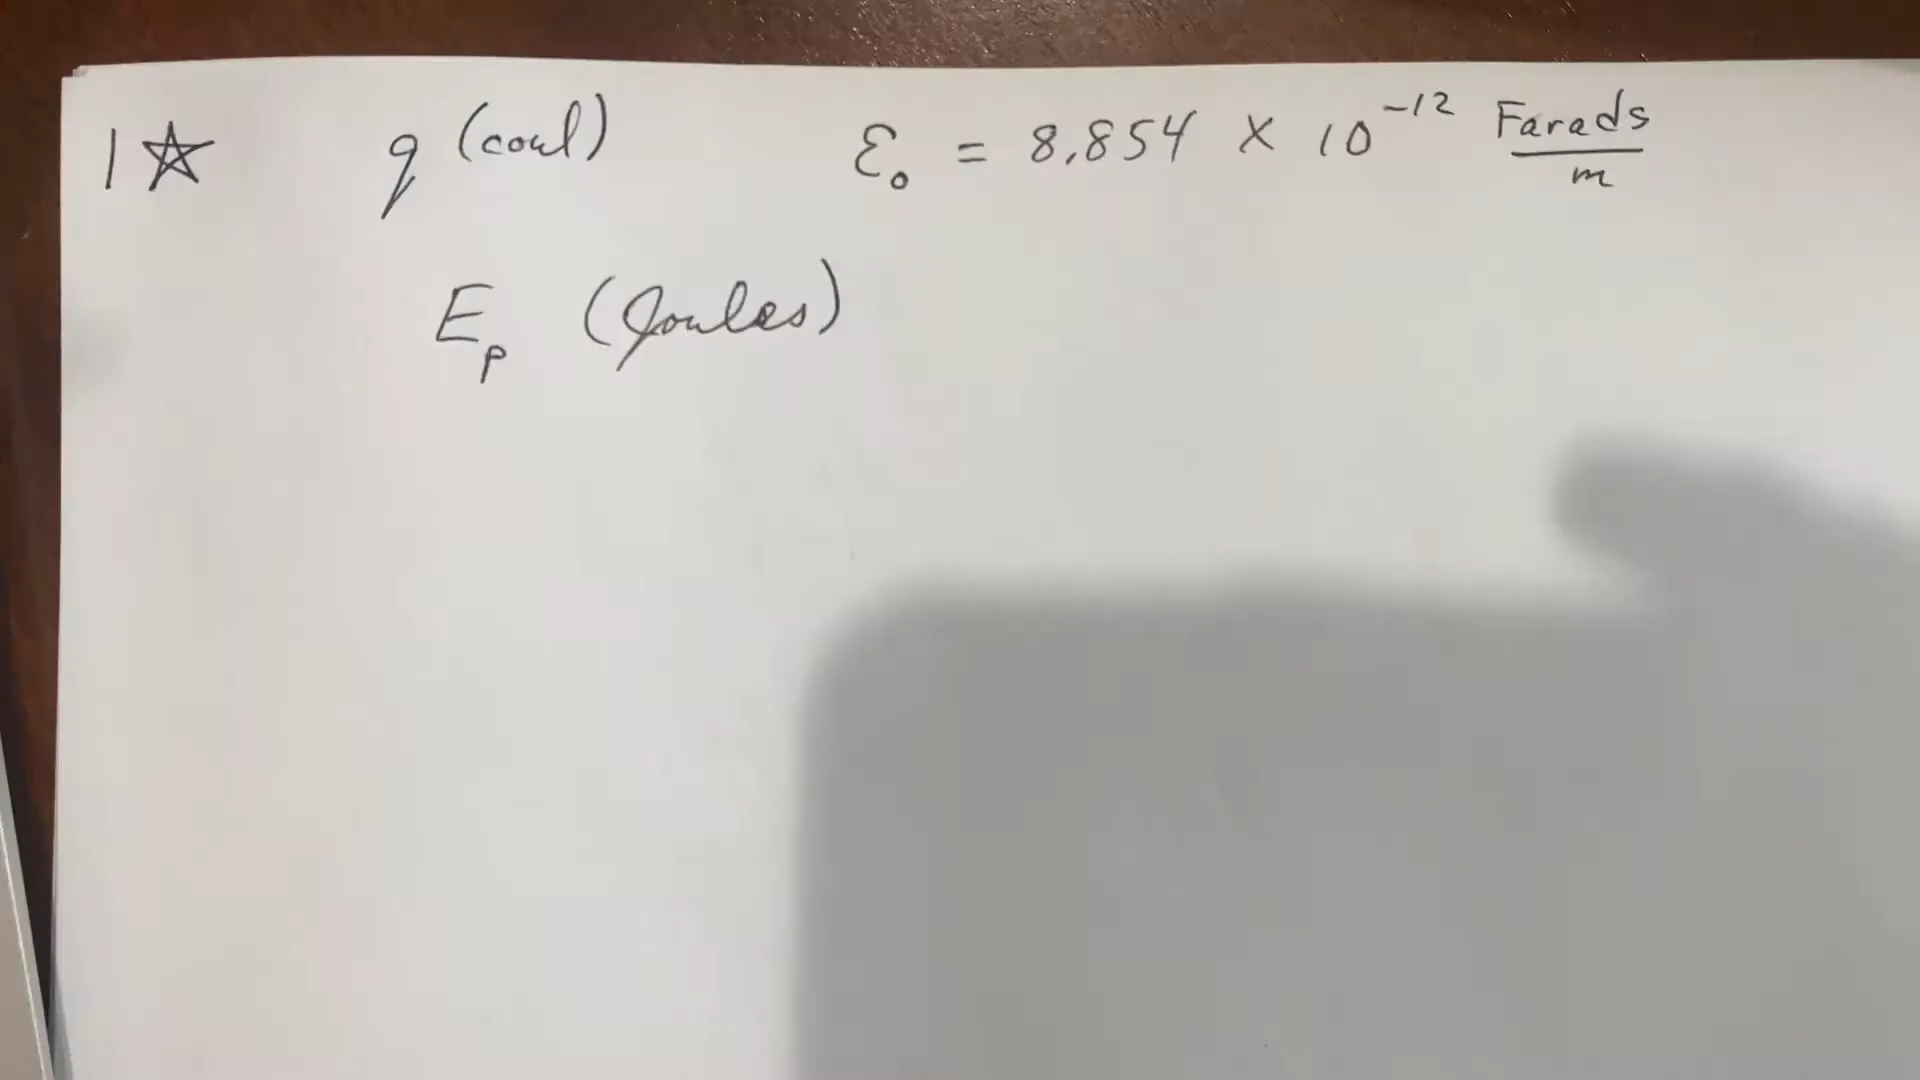 1☆ q (coul) ε₀ = 8.854 × 10⁻¹² Farads/m
Eₚ (Joules)